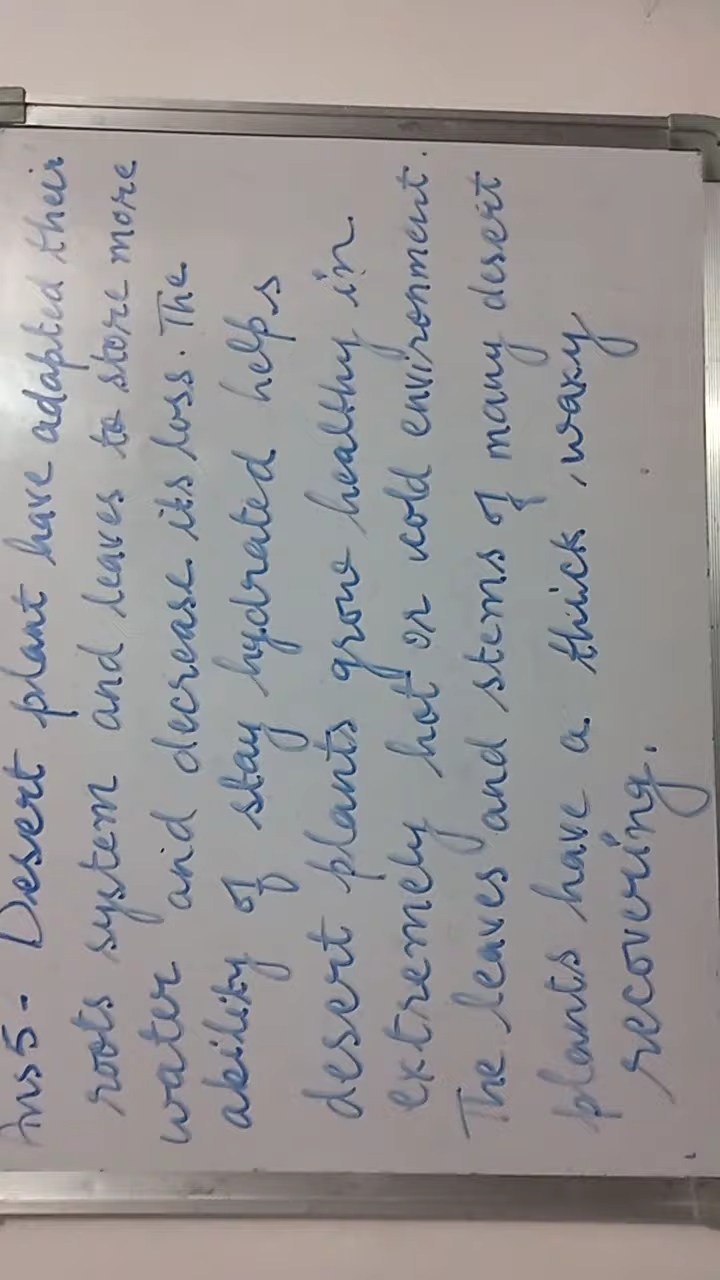 Ans 5- Desert plant have adapted their
roots system and leaves to store more
water and decrease its loss. The
ability of stay hydrated helps
desert plants grow healthy in
extremely hot or cold environment.
The leaves and stems of many desert
plants have a thick, waxy
recovering.